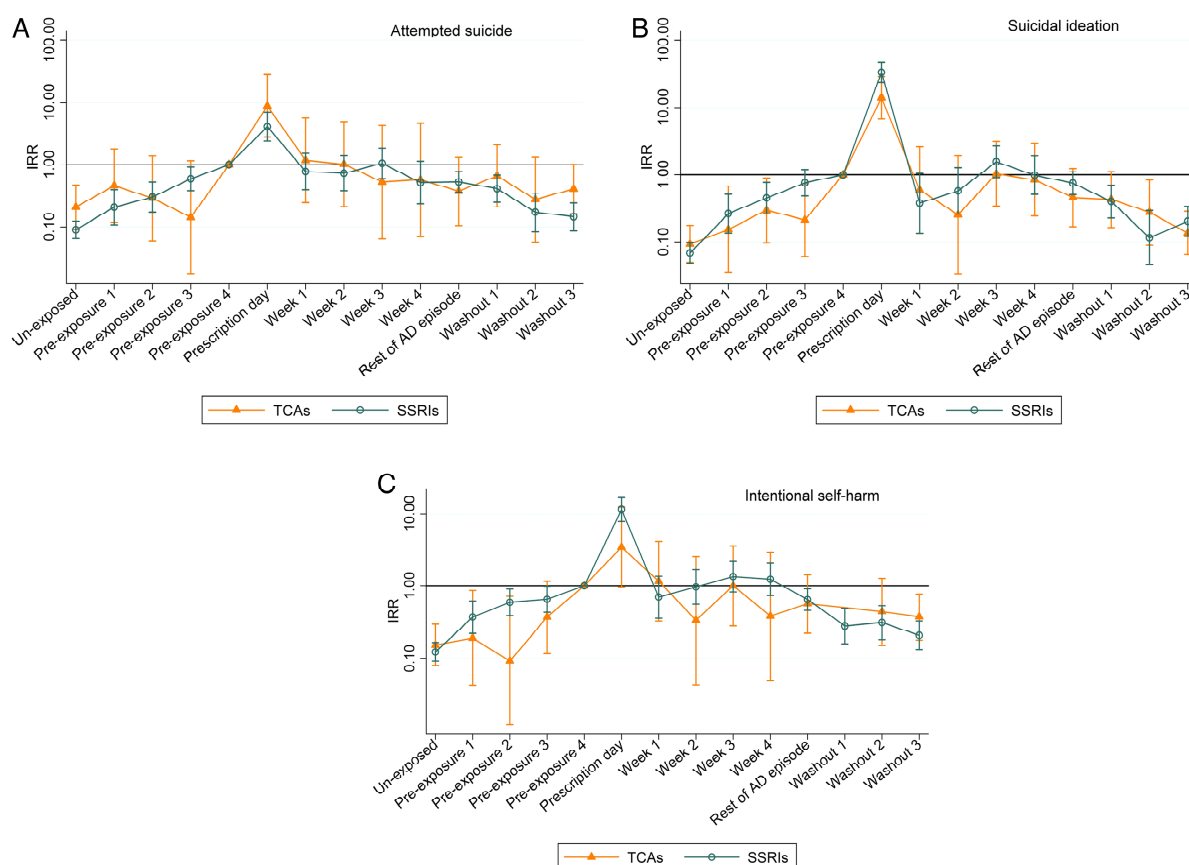 A
Attempted suicide
IRR
100.00
10.00
1.00
0.10
Un-exposed
Pre-exposure 1
Pre-exposure 2
Pre-exposure 3
Pre-exposure 4
Prescription day
Week 1
Week 2
Week 3
Week 4
Rest of AD episode
Washout 1
Washout 2
Washout 3
TCAs
SSRIs
B
Suicidal ideation
IRR
100.00
10.00
1.00
0.10
Un-exposed
Pre-exposure 1
Pre-exposure 2
Pre-exposure 3
Pre-exposure 4
Prescription day
Week 1
Week 2
Week 3
Week 4
Rest of AD episode
Washout 1
Washout 2
Washout 3
TCAs
SSRIs
C
Intentional self-harm
IRR
10.00
1.00
0.10
Un-exposed
Pre-exposure 1
Pre-exposure 2
Pre-exposure 3
Pre-exposure 4
Prescription day
Week 1
Week 2
Week 3
Week 4
Rest of AD episode
Washout 1
Washout 2
Washout 3
TCAs
SSRIs